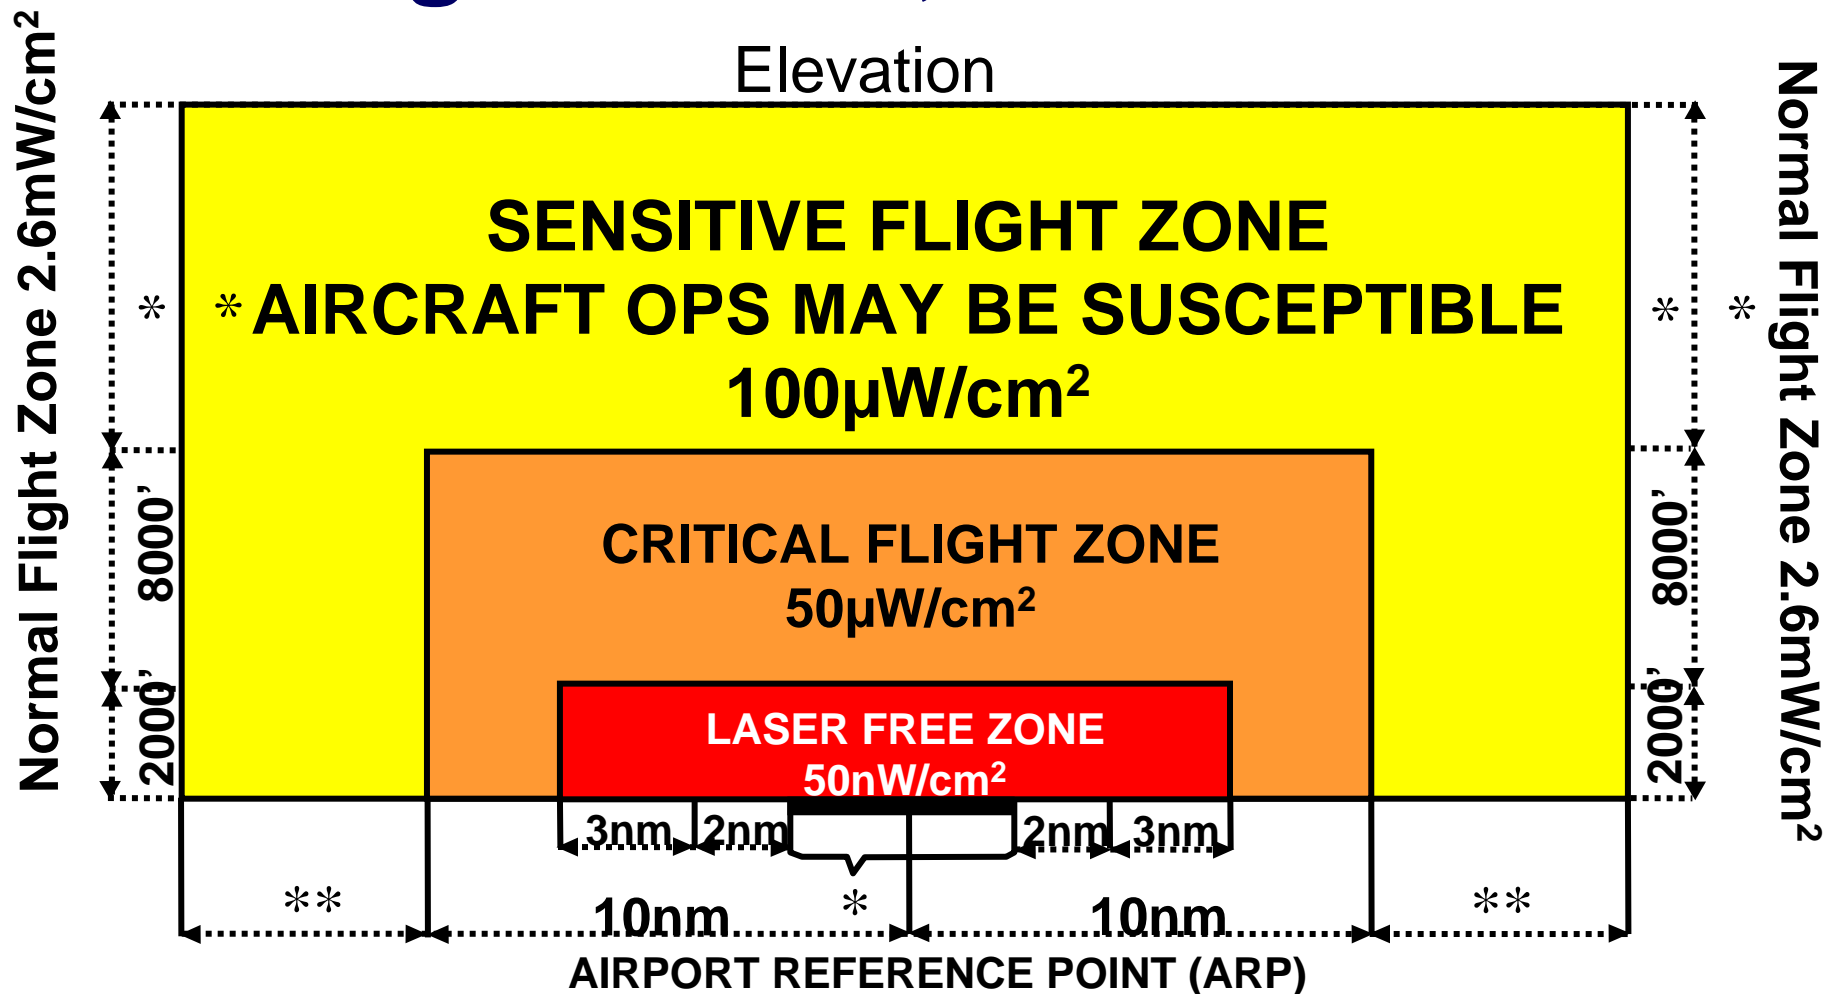 Elevation
Normal Flight Zone 2.6mW/cm²
Normal Flight Zone 2.6mW/cm²
SENSITIVE FLIGHT ZONE
* * *AIRCRAFT OPS MAY BE SUSCEPTIBLE * *
100µW/cm²
8000’
8000’
CRITICAL FLIGHT ZONE
50µW/cm²
2000’
2000’
LASER FREE ZONE
50nW/cm²
3nm 2nm 2nm 3nm
** 10nm * 10nm **
AIRPORT REFERENCE POINT (ARP)